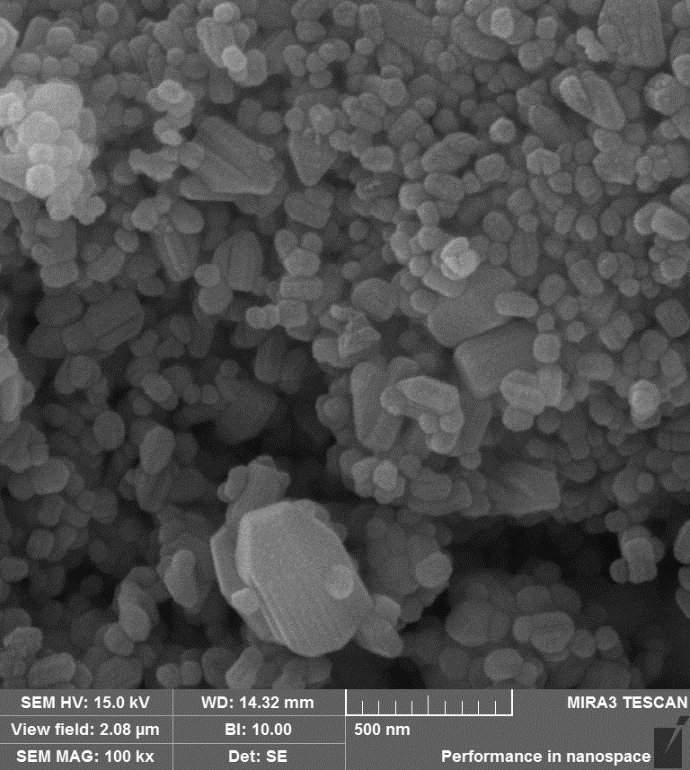 SEM HV: 15.0 kV WD: 14.32 mm MIRA3 TESCAN
View field: 2.08 µm BI: 10.00 500 nm
SEM MAG: 100 kx Det: SE Performance in nanospace